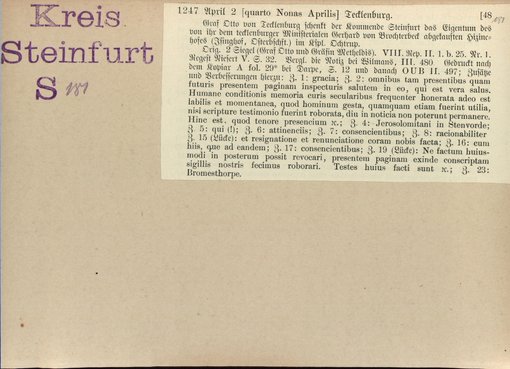 Kreis
Steinfurt
S 181
1247 April 2 [quarto Nonas Aprilis] Tecklenburg. [48
Graf Otto von Tecklenburg schenkt der Kommende Steinfurt das Eigentum des
von ihr dem tecklenburger Ministerialen Gerhard von Brochterbeck abgekauften
hofes (Isinghof, Osterbschft.) im Kspl. Ochtrup.
Orig. 2 Siegel (Graf Otto und Gräfin Methelidis). VIII. Rep. II. 1. b. 25. Nr. 1.
Regest Niesert V. S. 32. Vergl. die Notiz bei Wilmans, III. 480 Gedruckt nach
dem Kopiar A fol. 29ª bei Darpe, S. 12 und danach OUB II. 497; Zusätze
und Verbesserungen hierzu: Z. 1: gracia; Z. 2: omnibus tam presentibus quam
futuris presentem paginam inspecturis salutem in eo, qui est vera salus.
Humane conditionis memoria curis secularibus frequenter honerata adeo est
labilis et momentanea, quod hominum gesta, quamquam etiam fuerint utilia,
nisi scripture testimonio fuerint roborata, diu in noticia non poterunt permanere.
Hinc est. quod tenore presencium ꝛc.; Z. 4: Jerosolomitani in Stenvorde;
Z. 5: qui (!); Z. 6: attinenciis; Z. 7: consencientibus; Z. 8: racionabiliter
Z. 15 (Lücke): et resignatione et renunciatione coram nobis facta; Z. 16: cum
hiis, que ad eandem; Z. 17: consencientibus; Z. 19 (Lücke): Ne factum huius-
modi in posterum possit revocari, presentem paginam exinde conscriptam
sigillis nostris fecimus roborari. Testes huius facti sunt ꝛc.; Z. 23:
Bromesthorpe.